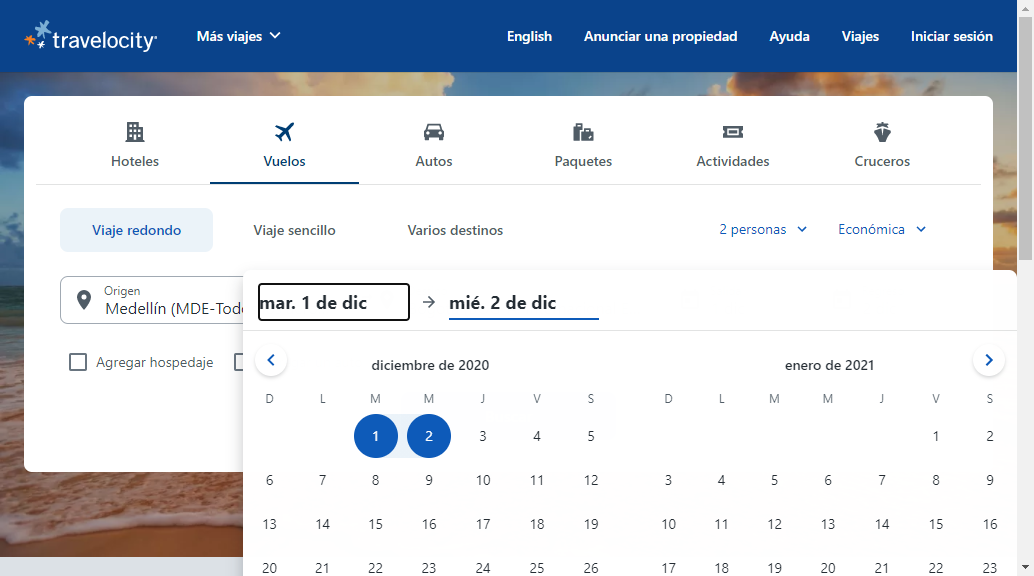 travelocity
Más viajes
English
Anunciar una propiedad
Ayuda
Viajes
Iniciar sesión
Hoteles
Vuelos
Autos
Paquetes
Actividades
Cruceros
Viaje redondo
Viaje sencillo
Varios destinos
2 personas
Económica
Origen
Medellín (MDE-Tod
mar. 1 de dic
mié. 2 de dic
Agregar hospedaje
diciembre de 2020
enero de 2021
D L M M J V S
D L M M J V S
1 2 3 4 5
1 2
6 7 8 9 10 11 12
3 4 5 6 7 8 9
13 14 15 16 17 18 19
10 11 12 13 14 15 16
20 21 22 23 24 25 26
17 18 19 20 21 22 23